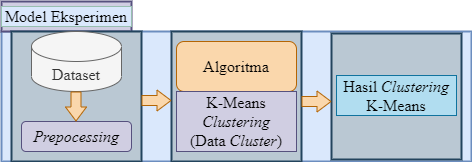 Model Eksperimen
Dataset
Prepocessing
Algoritma
K-Means
Clustering
(Data Cluster)
Hasil Clustering
K-Means